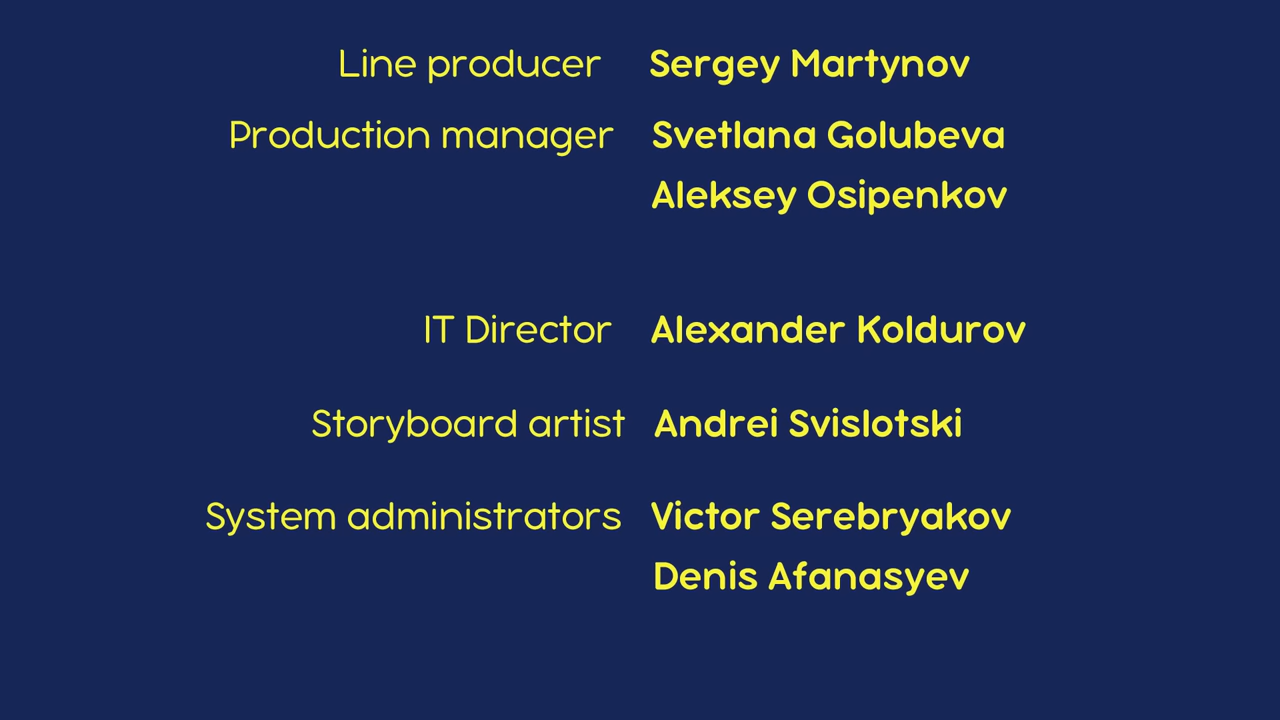 Line producer Sergey Martynov
Production manager Svetlana Golubeva
Aleksey Osipenkov
IT Director Alexander Koldurov
Storyboard artist Andrei Svislotski
System administrators Victor Serebryakov
Denis Afanasyev